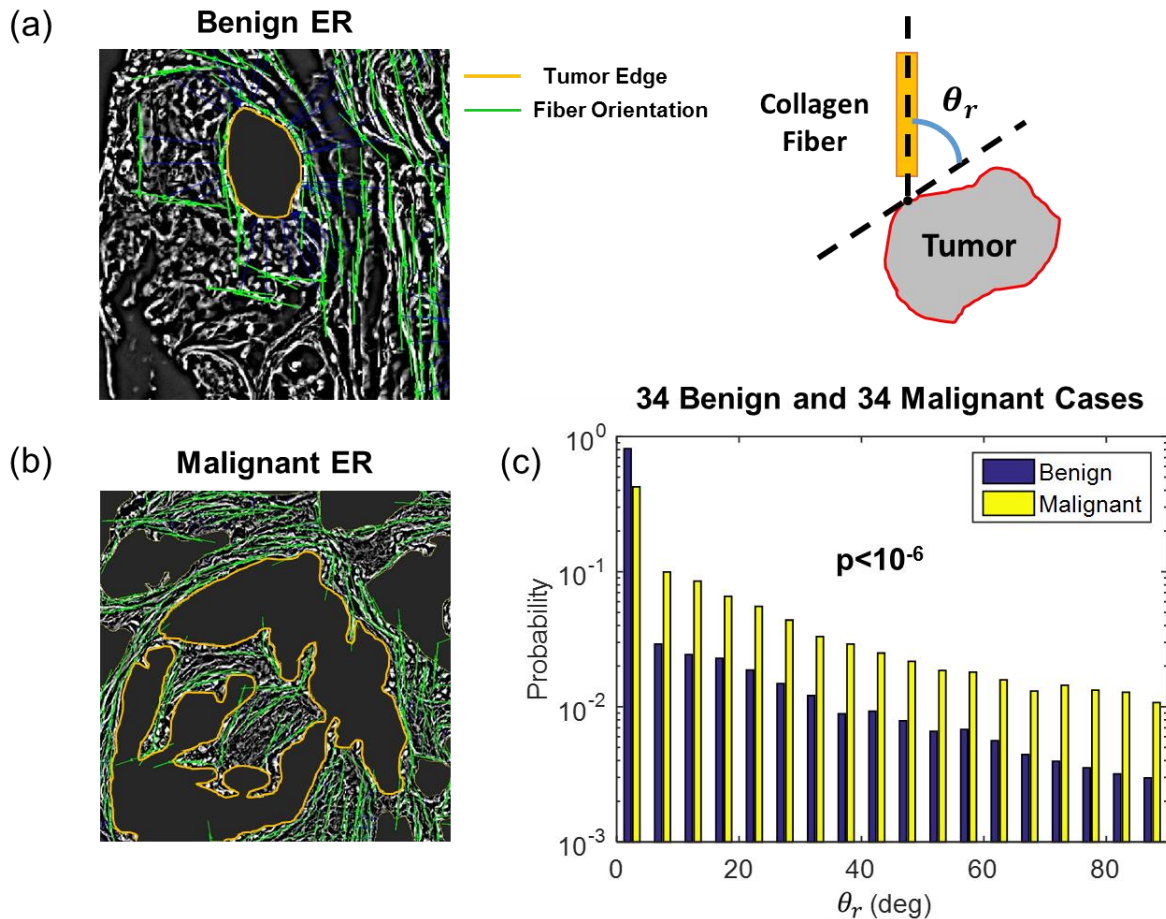 (a)
Benign ER
Tumor Edge
Fiber Orientation
Collagen
Fiber
θr
Tumor
(b)
Malignant ER
(c)
34 Benign and 34 Malignant Cases
Benign
Malignant
p<10-6
Probability
10^0
10^-1
10^-2
10^-3
0 20 40 60 80
θr (deg)